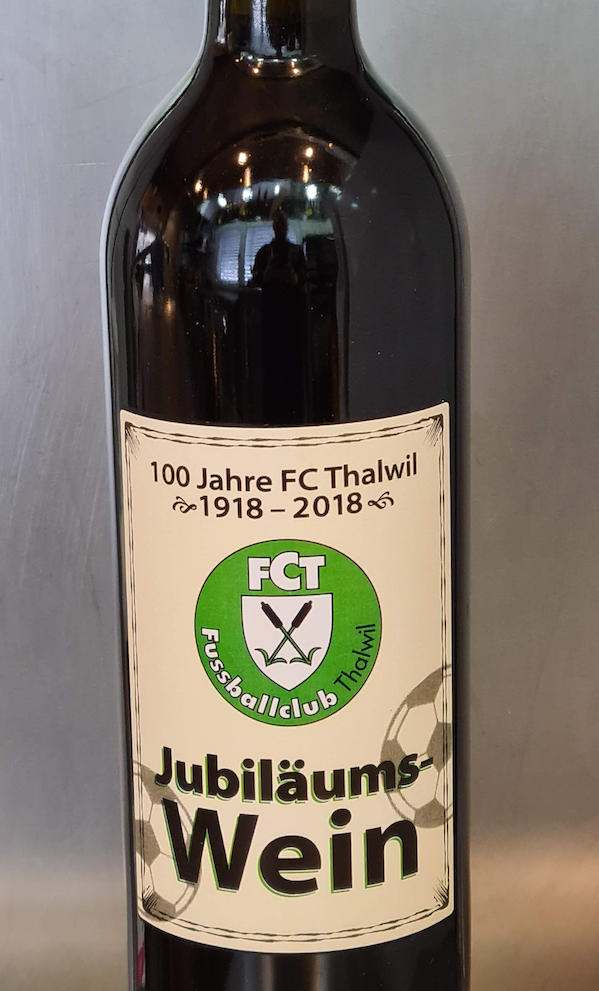 100 Jahre FC Thalwil
1918 – 2018
FCT
Fussballclub Thalwil
Jubiläums-
Wein